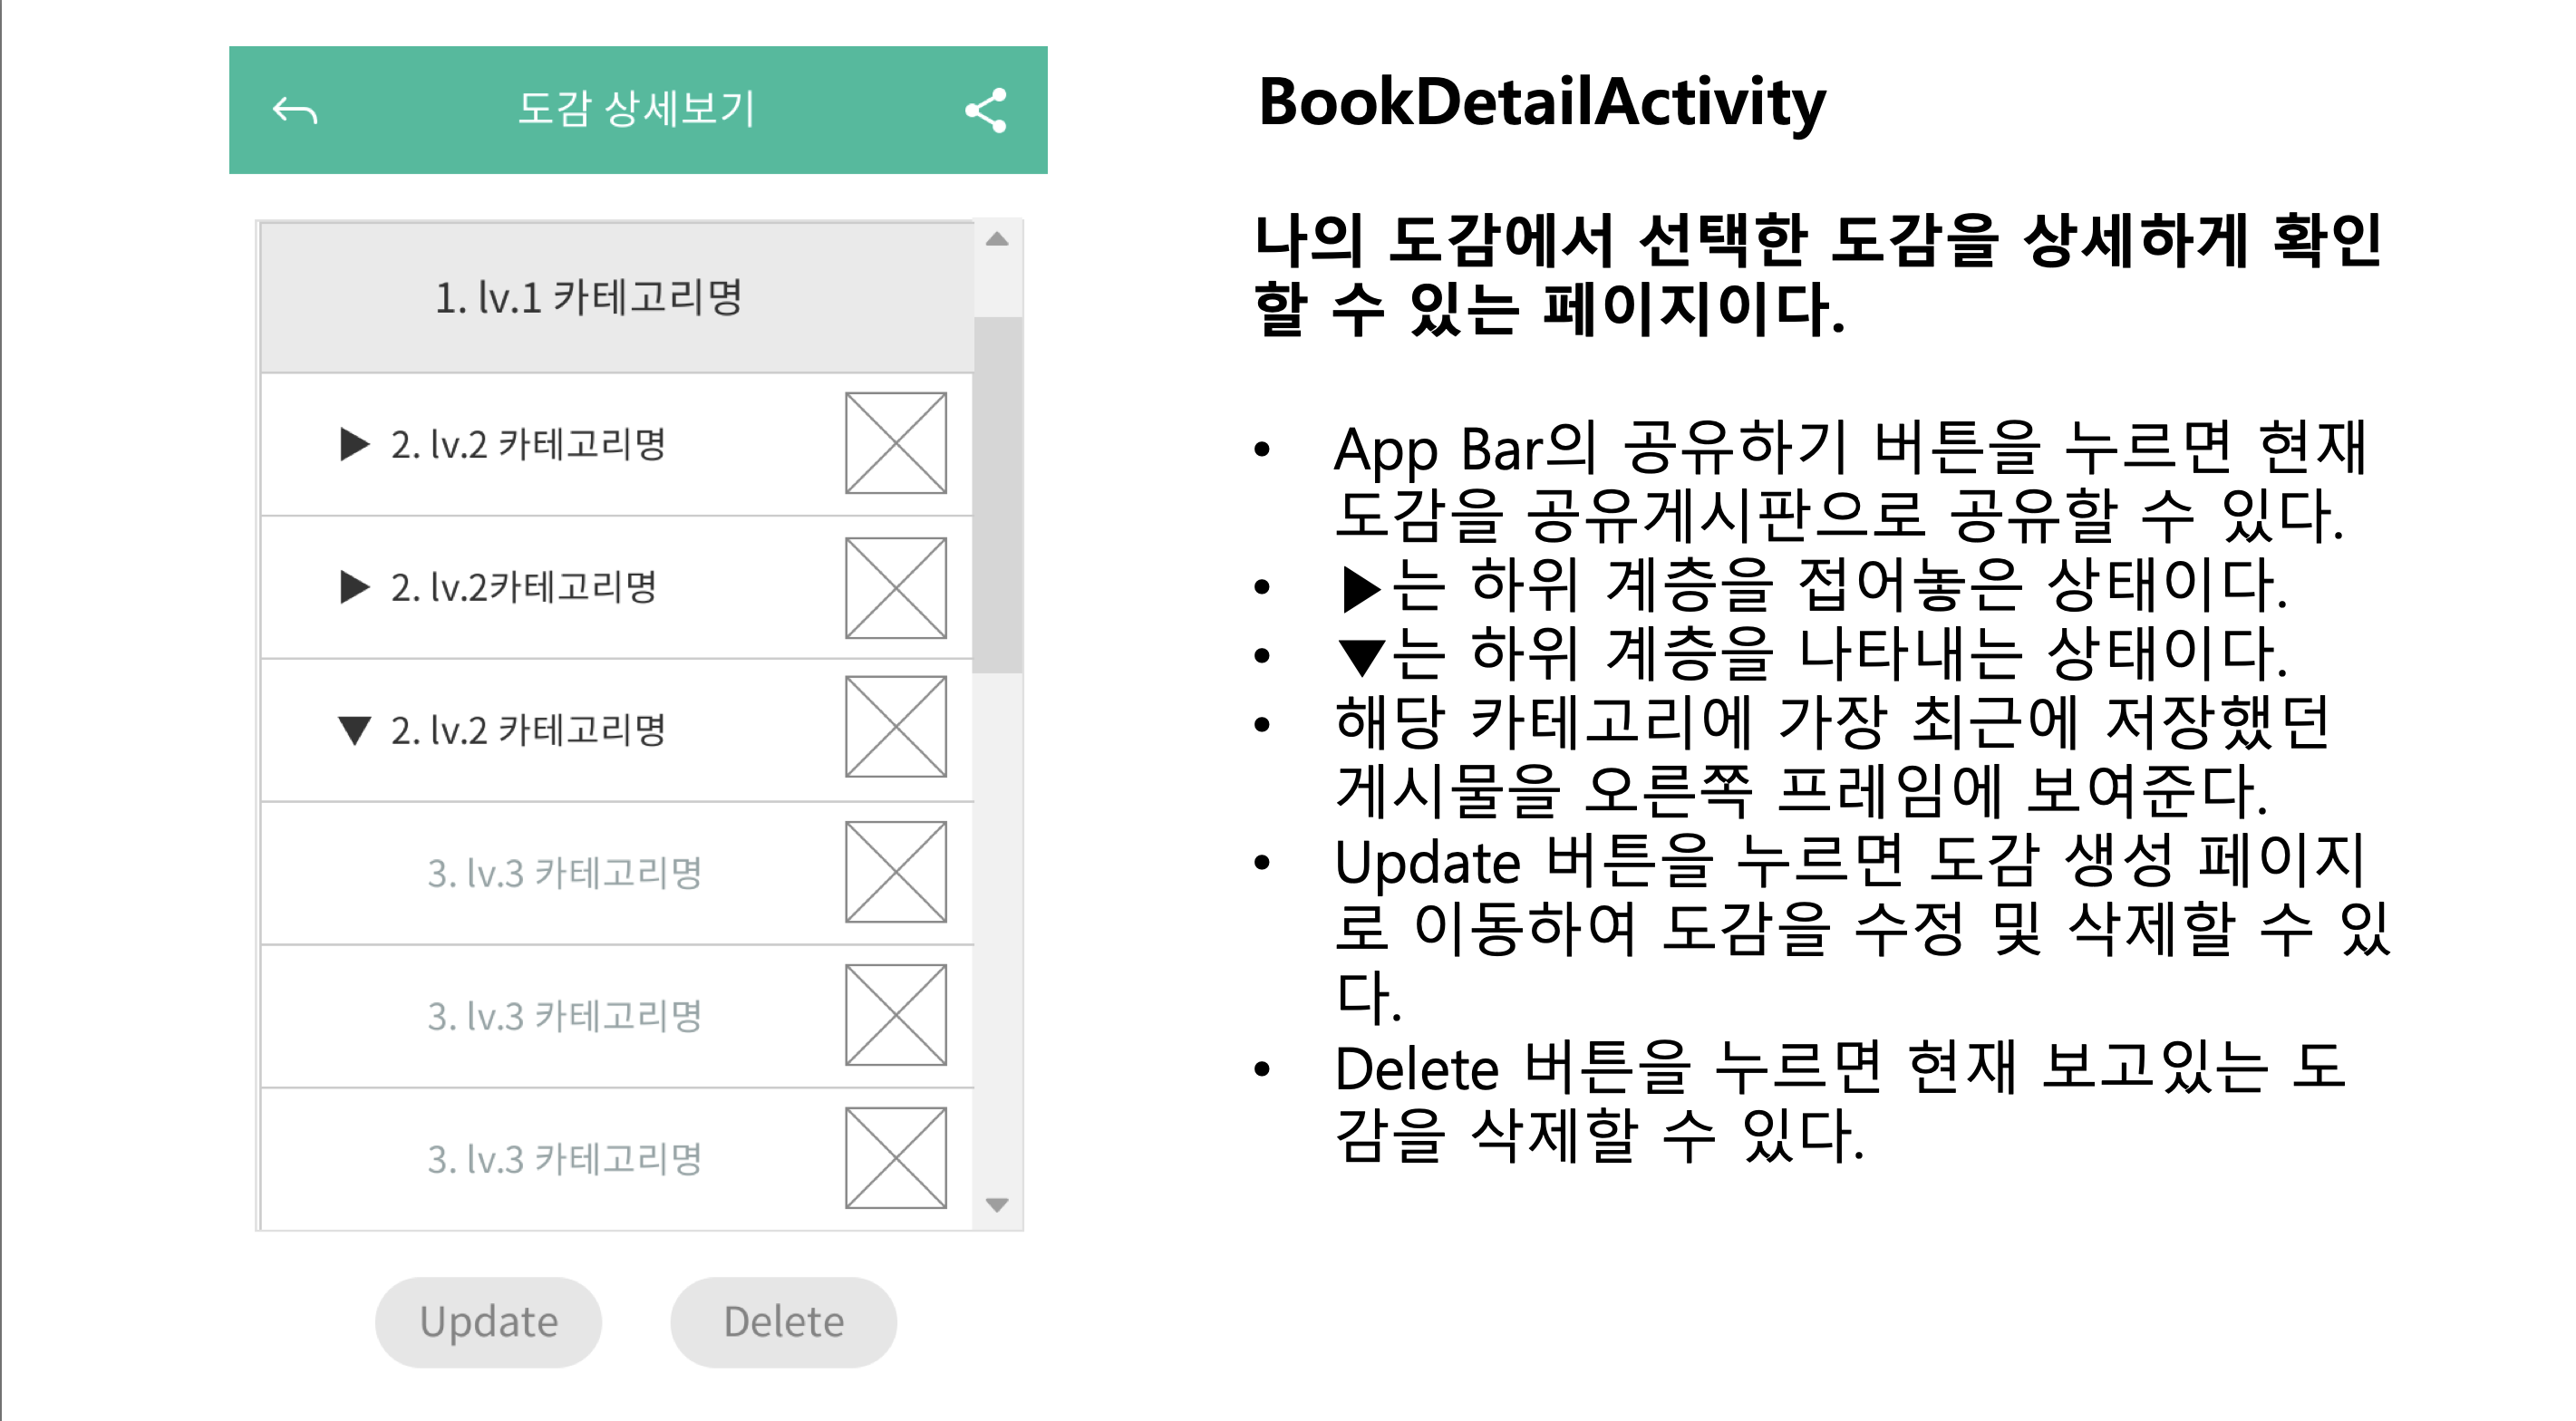 도감 상세보기
1. lv.1 카테고리명
▶ 2. lv.2 카테고리명
▶ 2. lv.2카테고리명
▼ 2. lv.2 카테고리명
3. lv.3 카테고리명
3. lv.3 카테고리명
3. lv.3 카테고리명
Update
Delete
BookDetailActivity
나의 도감에서 선택한 도감을 상세하게 확인
할 수 있는 페이지이다.
• App Bar의 공유하기 버튼을 누르면 현재
도감을 공유게시판으로 공유할 수 있다.
• ▶는 하위 계층을 접어놓은 상태이다.
• ▼는 하위 계층을 나타내는 상태이다.
• 해당 카테고리에 가장 최근에 저장했던
게시물을 오른쪽 프레임에 보여준다.
• Update 버튼을 누르면 도감 생성 페이지
로 이동하여 도감을 수정 및 삭제할 수 있
다.
• Delete 버튼을 누르면 현재 보고있는 도
감을 삭제할 수 있다.